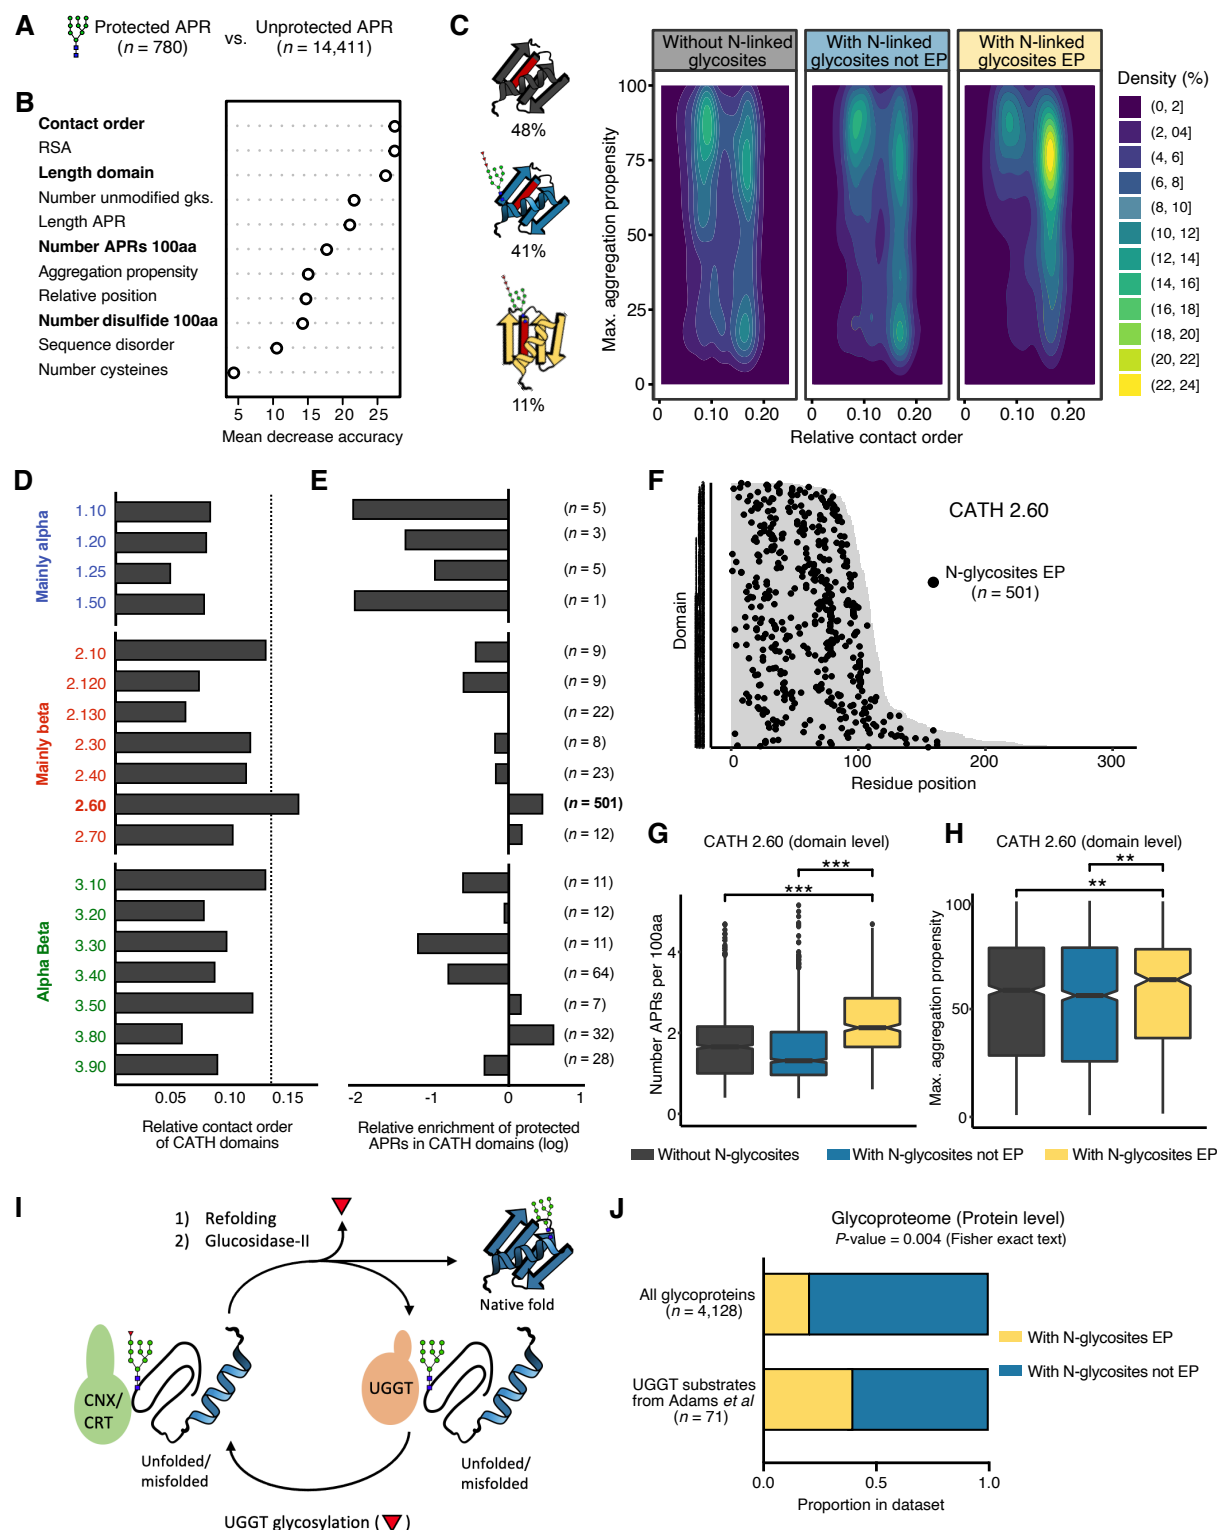 A
Protected APR
(n = 780)
vs.
Unprotected APR
(n = 14,411)
B
Contact order
RSA
Length domain
Number unmodified gks.
Length APR
Number APRs 100aa
Aggregation propensity
Relative position
Number disulfide 100aa
Sequence disorder
Number cysteines
5 10 15 20 25
Mean decrease accuracy
C
48%
41%
11%
Without N-linked
glycosites
With N-linked
glycosites not EP
With N-linked
glycosites EP
Max. aggregation propensity
100
75
50
25
0
0 0.10 0.20
0 0.10 0.20
0 0.10 0.20
Relative contact order
Density (%)
(0, 2]
(2, 04]
(4, 6]
(6, 8]
(8, 10]
(10, 12]
(12, 14]
(14, 16]
(16, 18]
(18, 20]
(20, 22]
(22, 24]
D
Mainly alpha
1.10
1.20
1.25
1.50
Mainly beta
2.10
2.120
2.130
2.30
2.40
2.60
2.70
Alpha Beta
3.10
3.20
3.30
3.40
3.50
3.80
3.90
0.05 0.10 0.15
Relative contact order
of CATH domains
E
(n = 5)
(n = 3)
(n = 5)
(n = 1)
(n = 9)
(n = 9)
(n = 22)
(n = 8)
(n = 23)
(n = 501)
(n = 12)
(n = 11)
(n = 12)
(n = 11)
(n = 64)
(n = 7)
(n = 32)
(n = 28)
-2 -1 0 1
Relative enrichment of protected
APRs in CATH domains (log)
F
CATH 2.60
N-glycosites EP
(n = 501)
Domain
0 100 200 300
Residue position
G
CATH 2.60 (domain level)
***
***
Number APRs per 100aa
4
2
0
H
CATH 2.60 (domain level)
**
**
Max. aggregation propensity
100
50
0
Without N-glycosites
With N-glycosites not EP
With N-glycosites EP
I
1) Refolding
2) Glucosidase-II
Native fold
CNX/
CRT
Unfolded/
misfolded
UGGT
Unfolded/
misfolded
UGGT glycosylation ( )
J
Glycoproteome (Protein level)
P-value = 0.004 (Fisher exact text)
All glycoproteins
(n = 4,128)
UGGT substrates
from Adams et al
(n = 71)
With N-glycosites EP
With N-glycosites not EP
0.0 0.5 1.0
Proportion in dataset